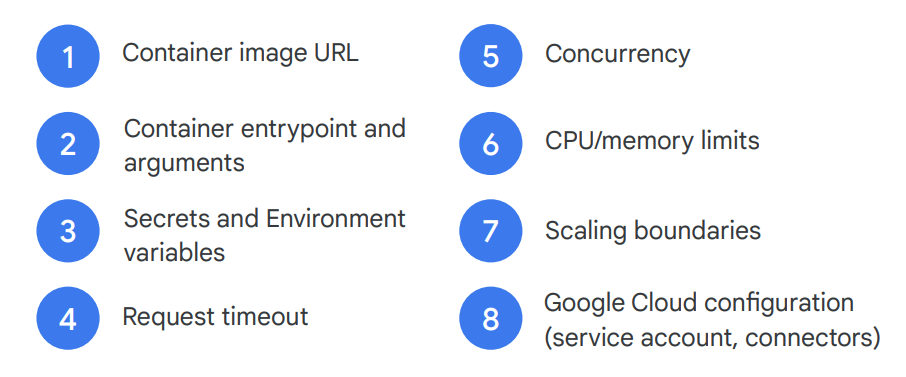 1 Container image URL
2 Container entrypoint and
arguments
3 Secrets and Environment
variables
4 Request timeout
5 Concurrency
6 CPU/memory limits
7 Scaling boundaries
8 Google Cloud configuration
(service account, connectors)